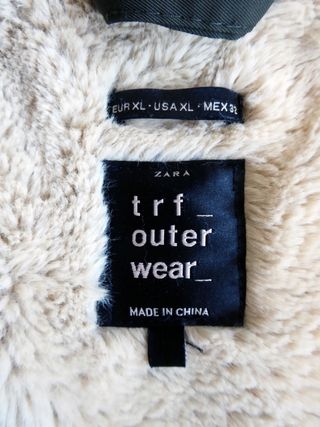 EUR XL · USA XL · MEX 32
ZARA
trf_
outer
wear_
MADE IN CHINA